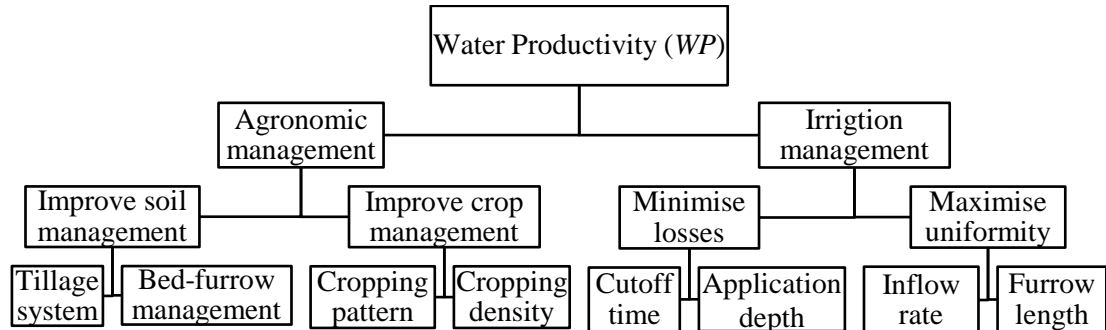 Water Productivity (WP)
Agronomic
management
Irrigtion
management
Improve soil
management
Improve crop
management
Minimise
losses
Maximise
uniformity
Tillage
system
Bed-furrow
management
Cropping
pattern
Cropping
density
Cutoff
time
Application
depth
Inflow
rate
Furrow
length